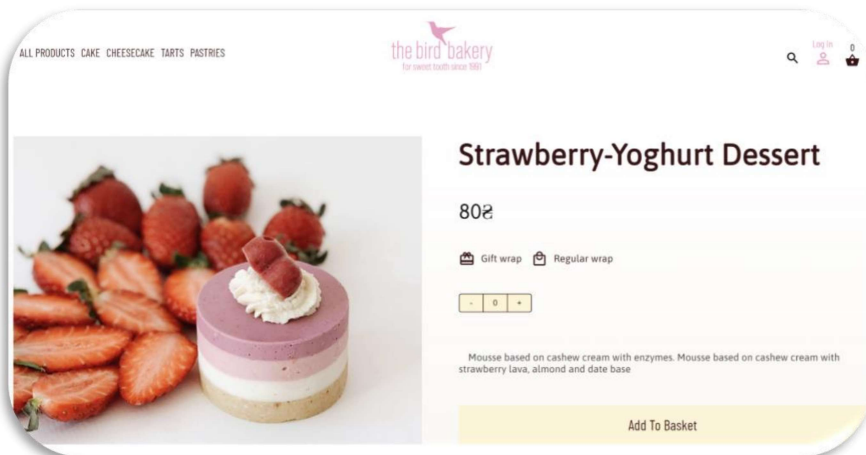 ALL PRODUCTS CAKE CHEESECAKE TARTS PASTRIES
the bird bakery
for sweet tooth since 1991
Log in
0
Strawberry-Yoghurt Dessert
80₴
Gift wrap Regular wrap
- 0 +
Mousse based on cashew cream with enzymes. Mousse based on cashew cream with
strawberry lava, almond and date base
Add To Basket